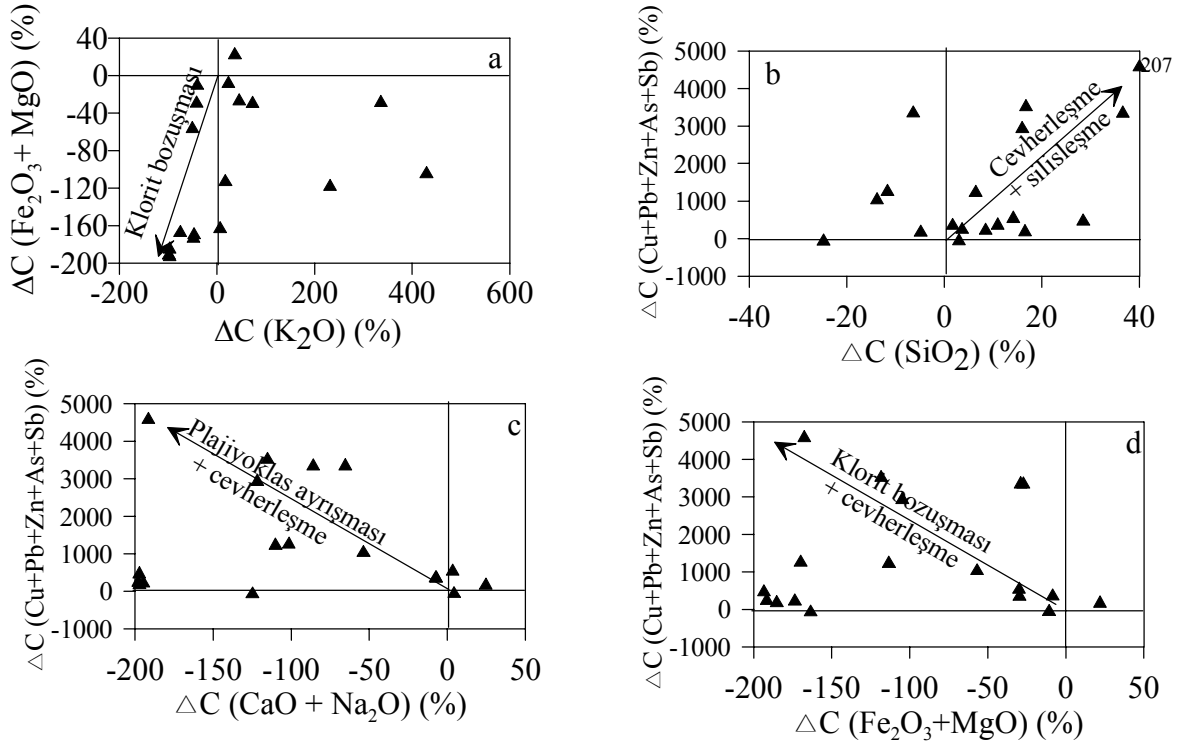 ΔC (Fe2O3+ MgO) (%)
40
0
-40
-80
-120
-160
-200
a
Klorit bozuşması
-200
0
200
400
600
ΔC (K2O) (%)
△C (Cu+Pb+Zn+As+Sb) (%)
5000
4000
3000
2000
1000
0
-1000
b
207
Cevherleşme
+ silisleşme
-40
-20
0
20
40
△C (SiO2) (%)
△C (Cu+Pb+Zn+As+Sb) (%)
5000
4000
3000
2000
1000
0
-1000
c
Plajivoklas ayrışması
+ cevherleşme
-200
-150
-100
-50
0
50
△C (CaO + Na2O) (%)
△C (Cu+Pb+Zn+As+Sb) (%)
5000
4000
3000
2000
1000
0
-1000
d
Klorit bozuşması
+ cevherleşme
-200
-150
-100
-50
0
50
△C (Fe2O3+MgO) (%)